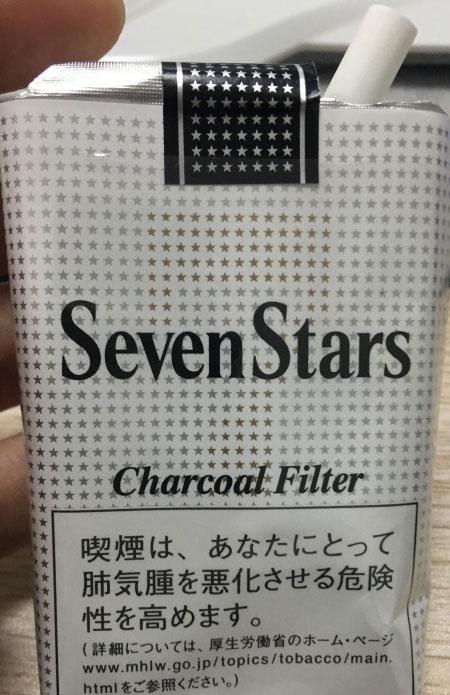 Seven Stars
Charcoal Filter
喫煙は、あなたにとって
肺気腫を悪化させる危険
性を高めます。
(詳細については、厚生労働省のホーム・ページ
www.mhlw.go.jp/topics/tobacco/main.
htmlをご参照ください。)